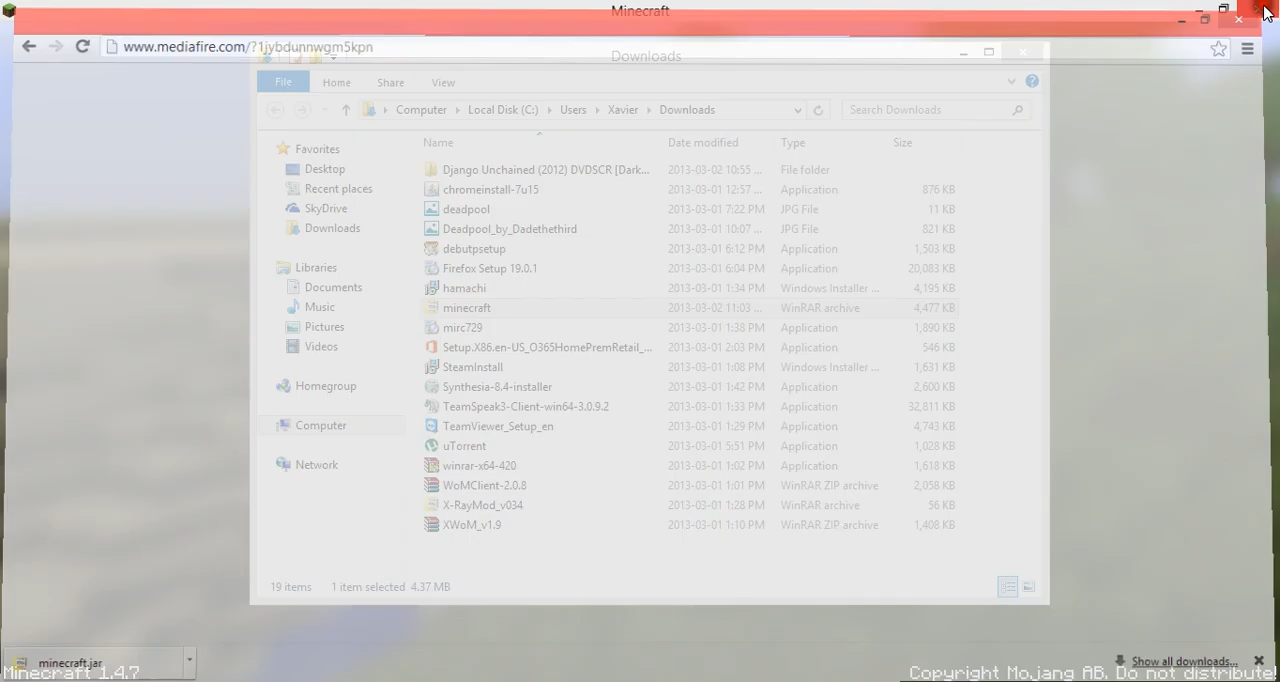 Minecraft
www.mediafire.com/?1jybdunnwgm5kpn
Downloads
File Home Share View
Computer Local Disk (C:) Users Xavier Downloads Search Downloads
Name Date modified Type Size
Favorites
Desktop
Recent places
SkyDrive
Downloads
Libraries
Documents
Music
Pictures
Videos
Homegroup
Computer
Network
Django Unchained (2012) DVDSCR [Dark... 2013-03-02 10:55 ... File folder
chromeinstall-7u15 2013-03-01 12:57 ... Application 876 KB
deadpool 2013-03-01 7:22 PM JPG File 11 KB
Deadpool_by_Dadethethird 2013-03-01 10:07 ... JPG File 821 KB
debutpsetup 2013-03-01 6:12 PM Application 1,503 KB
Firefox Setup 19.0.1 2013-03-01 6:04 PM Application 20,083 KB
hamachi 2013-03-01 1:34 PM Windows Installer ... 4,195 KB
minecraft 2013-03-02 11:03 ... WinRAR archive 4,477 KB
mirc729 2013-03-01 1:38 PM Application 1,890 KB
Setup.X86.en-US_O365HomePremRetail_... 2013-03-01 2:03 PM Application 546 KB
SteamInstall 2013-03-01 1:08 PM Windows Installer ... 1,631 KB
Synthesia-8.4-installer 2013-03-01 1:42 PM Application 2,600 KB
TeamSpeak3-Client-win64-3.0.9.2 2013-03-01 1:33 PM Application 32,811 KB
TeamViewer_Setup_en 2013-03-01 1:29 PM Application 4,743 KB
uTorrent 2013-03-01 5:51 PM Application 1,028 KB
winrar-x64-420 2013-03-01 1:02 PM Application 1,618 KB
WoMClient-2.0.8 2013-03-01 1:01 PM WinRAR ZIP archive 2,058 KB
X-RayMod_v034 2013-03-01 1:28 PM WinRAR archive 56 KB
XWoM_v1.9 2013-03-01 1:10 PM WinRAR ZIP archive 1,408 KB
19 items 1 item selected 4.37 MB
minecraft.jar Show all downloads...
Minecraft 1.4.7 Copyright Mojang AB. Do not distribute!